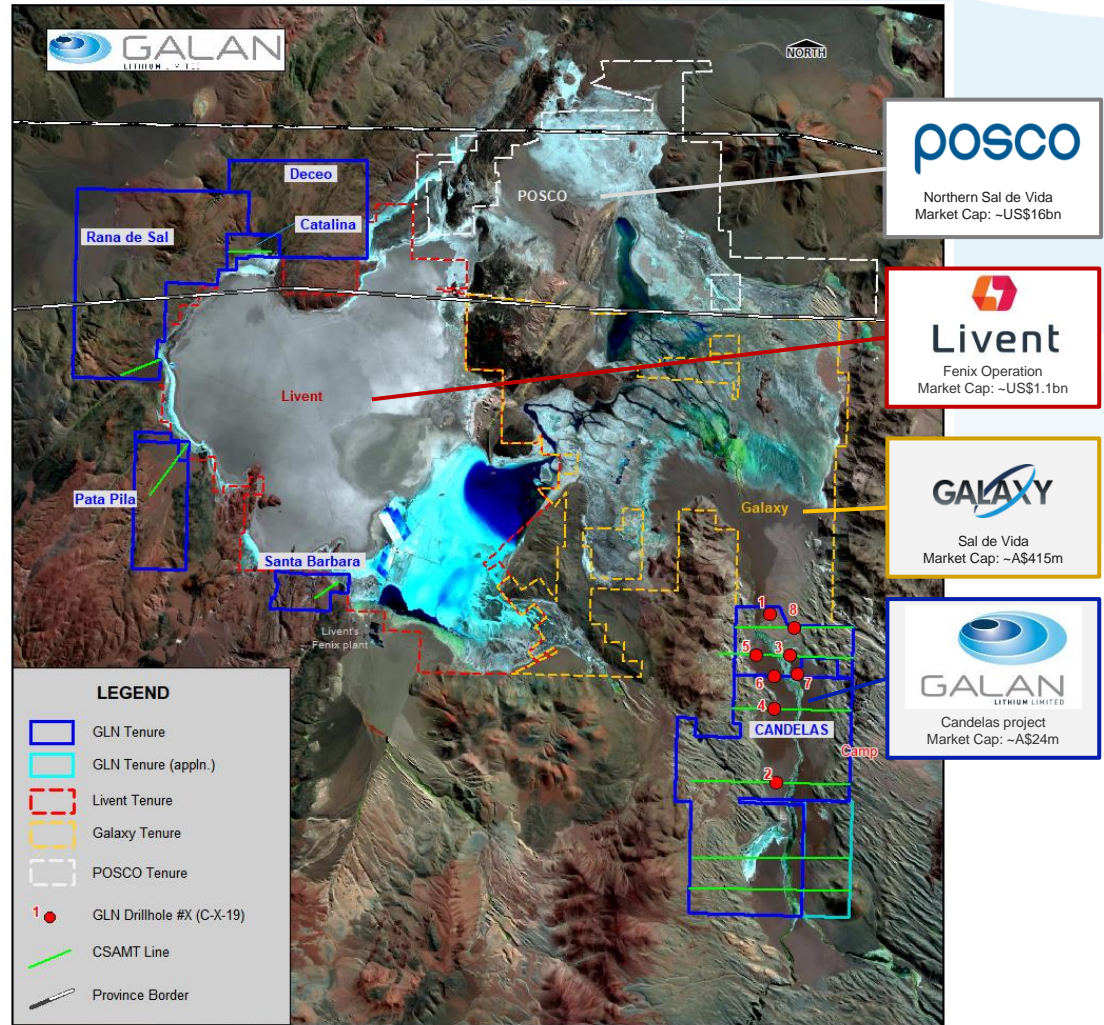 GALAN
LITHIUM LIMITED
NORTH
Deceo
Catalina
Rana de Sal
POSCO
Livent
Pata Pila
Santa Barbara
Livent's
Fenix plant
Galaxy
1
8
5
3
6
7
4
CANDELAS
Camp
2
posco
Northern Sal de Vida
Market Cap: ~US$16bn
Livent
Fenix Operation
Market Cap: ~US$1.1bn
GALAXY
Sal de Vida
Market Cap: ~A$415m
GALAN
LITHIUM LIMITED
Candelas project
Market Cap: ~A$24m
LEGEND
GLN Tenure
GLN Tenure (appln.)
Livent Tenure
Galaxy Tenure
POSCO Tenure
1 GLN Drillhole #X (C-X-19)
CSAMT Line
Province Border